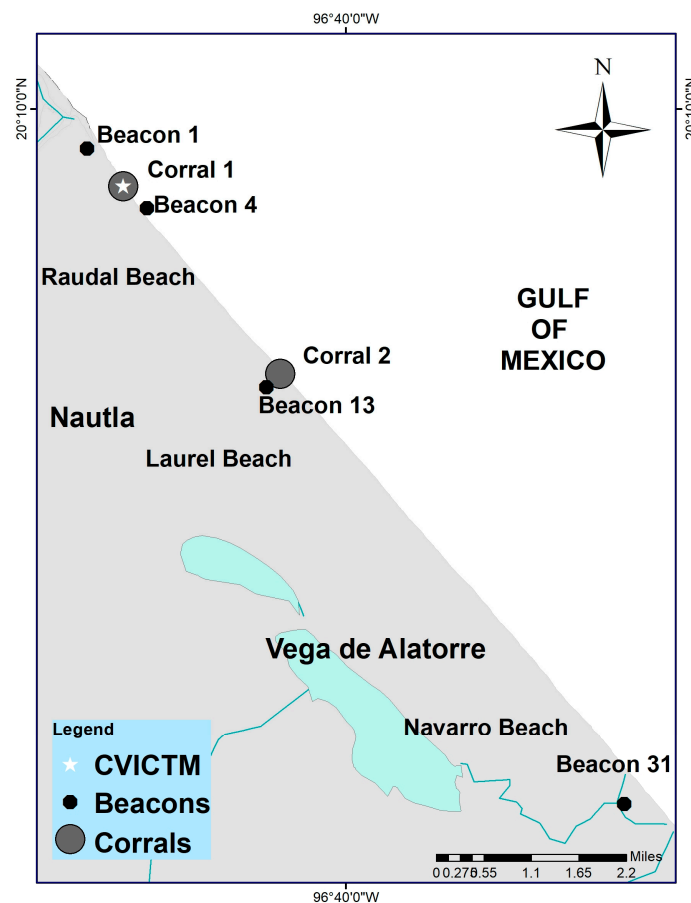 96°40'0"W
N
20°10'0"N
20°10'0"N
Beacon 1
Corral 1
Beacon 4
Raudal Beach
GULF
OF
MEXICO
Corral 2
Beacon 13
Nautla
Laurel Beach
Vega de Alatorre
Navarro Beach
Legend
CVICTM
Beacons
Corrals
Beacon 31
Miles
0 0.275 0.55 1.1 1.65 2.2
96°40'0"W